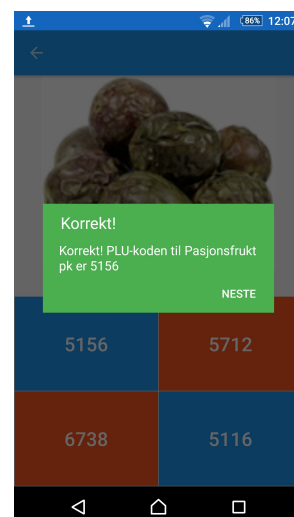 86% 12:07
Korrekt!
Korrekt! PLU-koden til Pasjonsfrukt
pk er 5156
NESTE
5156 5712
6738 5116